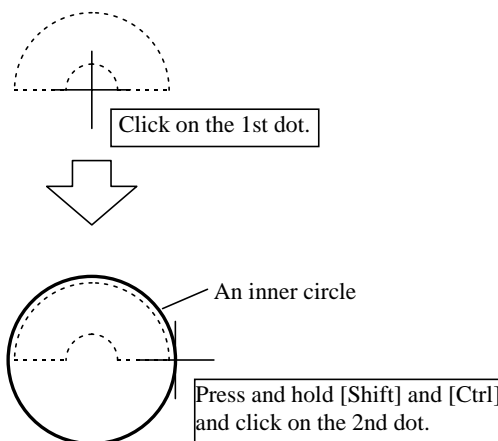 Click on the 1st dot.
An inner circle
Press and hold [Shift] and [Ctrl]
and click on the 2nd dot.